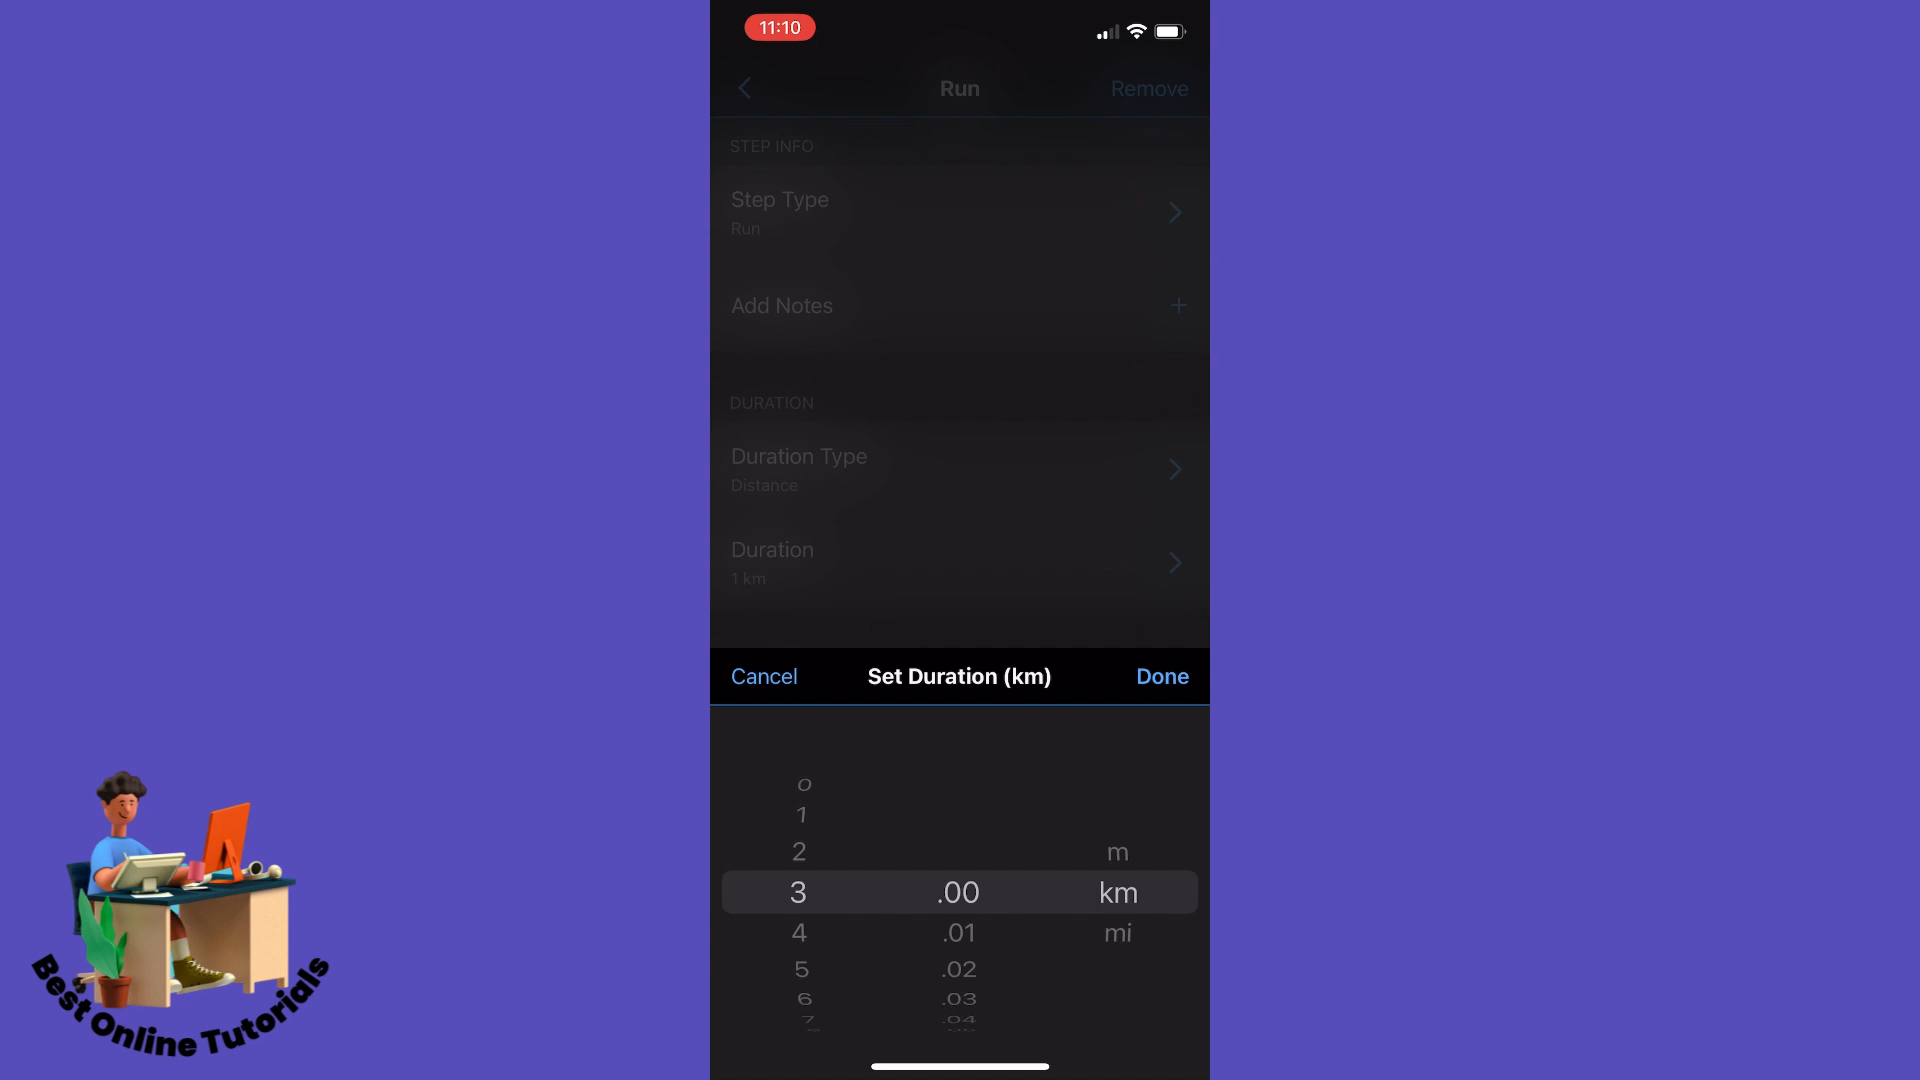 11:10
Run
Remove
STEP INFO
Step Type
Run
Add Notes
DURATION
Duration Type
Distance
Duration
1 km
Cancel
Set Duration (km)
Done
0
1
2 m
3 .00 km
4 .01 mi
5 .02
6 .03
7 .04
Best Online Tutorials